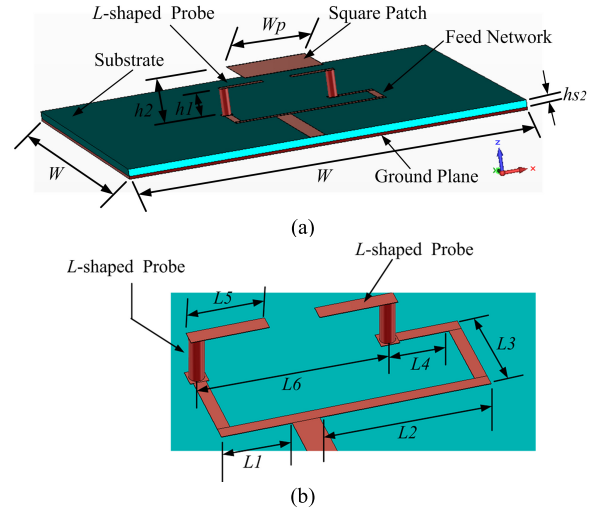 L-shaped Probe
Wp
Square Patch
Feed Network
Substrate
h2
h1
hs2
W
W
Ground Plane
z
x
(a)
L-shaped Probe
L-shaped Probe
L5
L3
L4
L6
L2
L1
(b)